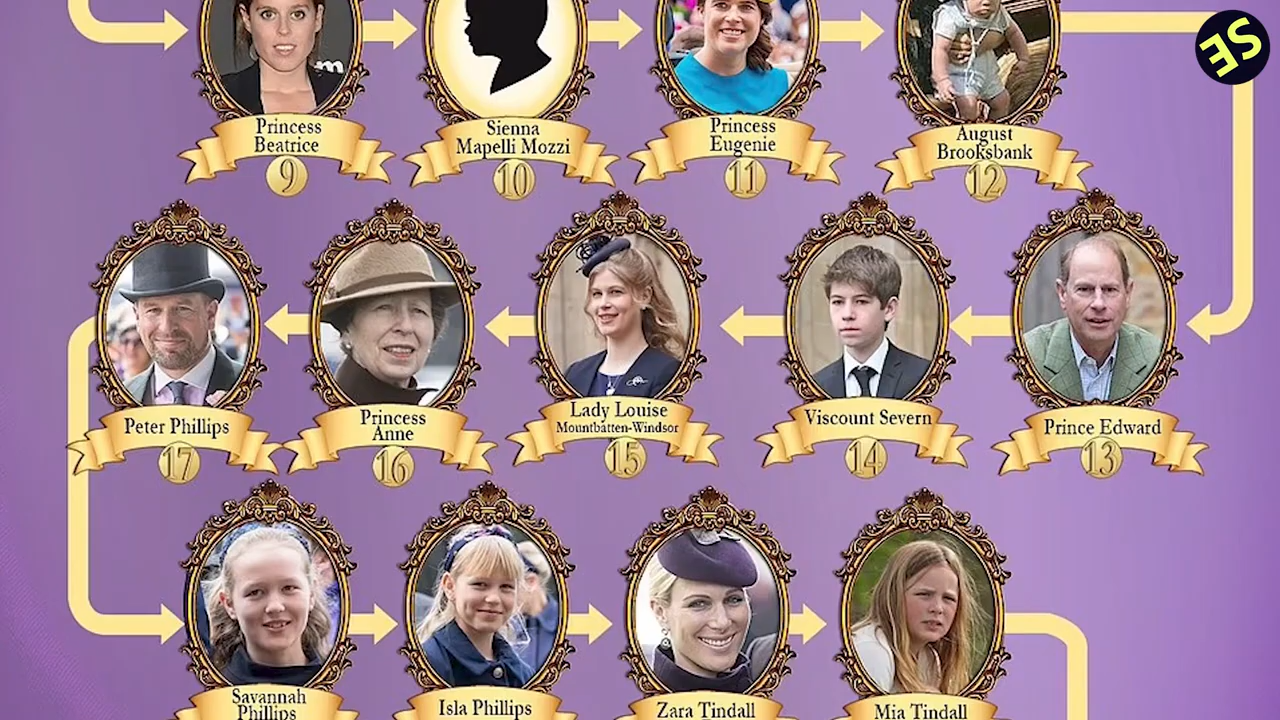 Princess
Beatrice
9
Sienna
Mapelli Mozzi
10
Princess
Eugenie
11
August
Brooksbank
12
Peter Phillips
17
Princess
Anne
16
Lady Louise
Mountbatten-Windsor
15
Viscount Severn
14
Prince Edward
13
Savannah
Phillips
Isla Phillips
Zara Tindall
Mia Tindall